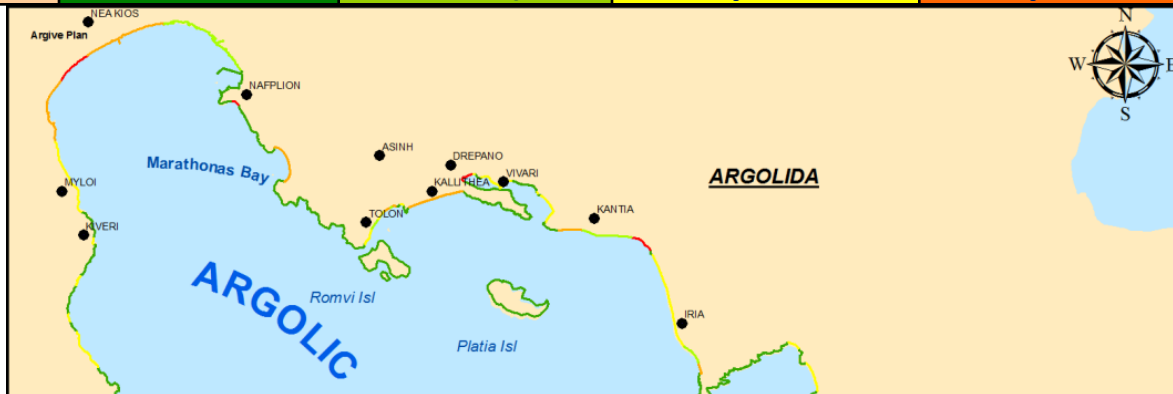 NEA KIOS
Argive Plan
N
W
E
S
NAFPLION
ASINH
DREPANO
Marathonas Bay
VIVARI
ARGOLIDA
MYLOI
KALLITHEA
KANTIA
TOLON
KIVERI
ARGOLIC
Romvi Isl
IRIA
Platia Isl